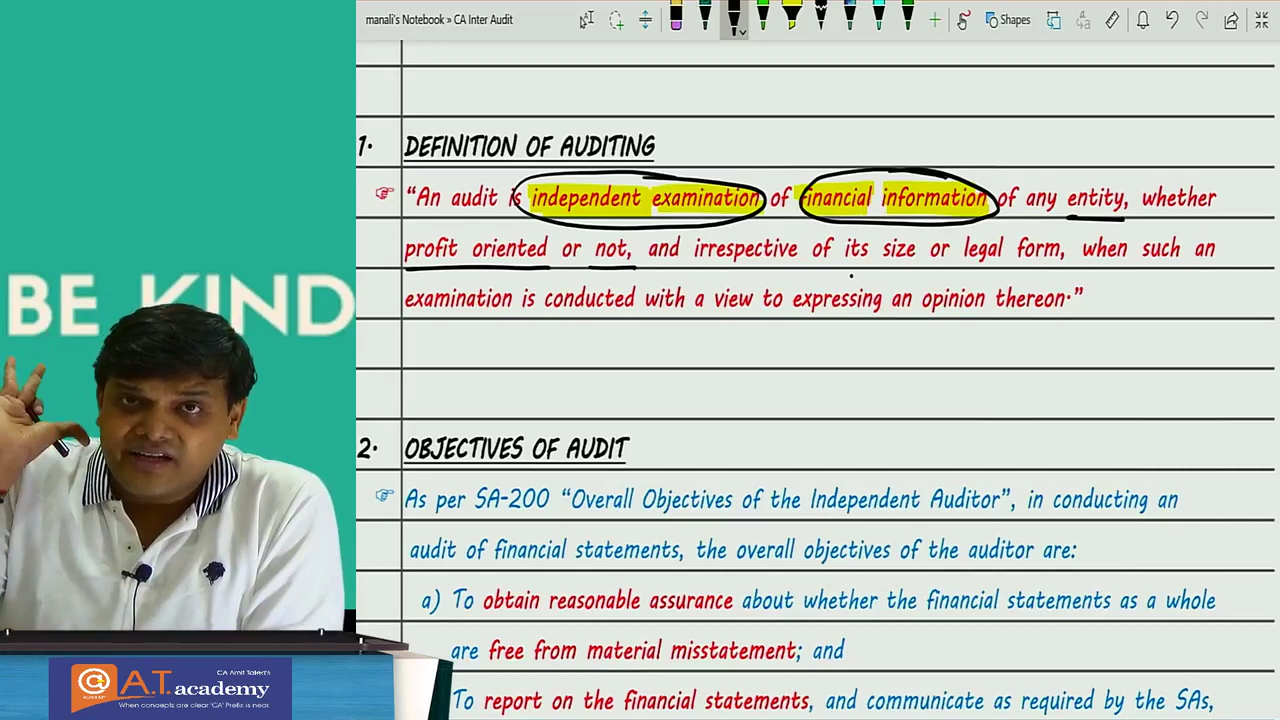 manali's Notebook » CA Inter Audit
Shapes
BE KIND
1. DEFINITION OF AUDITING
"An audit is independent examination of financial information of any entity, whether
profit oriented or not, and irrespective of its size or legal form, when such an
examination is conducted with a view to expressing an opinion thereon."
2. OBJECTIVES OF AUDIT
As per SA-200 "Overall Objectives of the Independent Auditor", in conducting an
audit of financial statements, the overall objectives of the auditor are:
a) To obtain reasonable assurance about whether the financial statements as a whole
are free from material misstatement; and
To report on the financial statements, and communicate as required by the SAs,
CA Amit Tated's
@A.T. academy
When concepts are clear 'CA' Prefix is near.